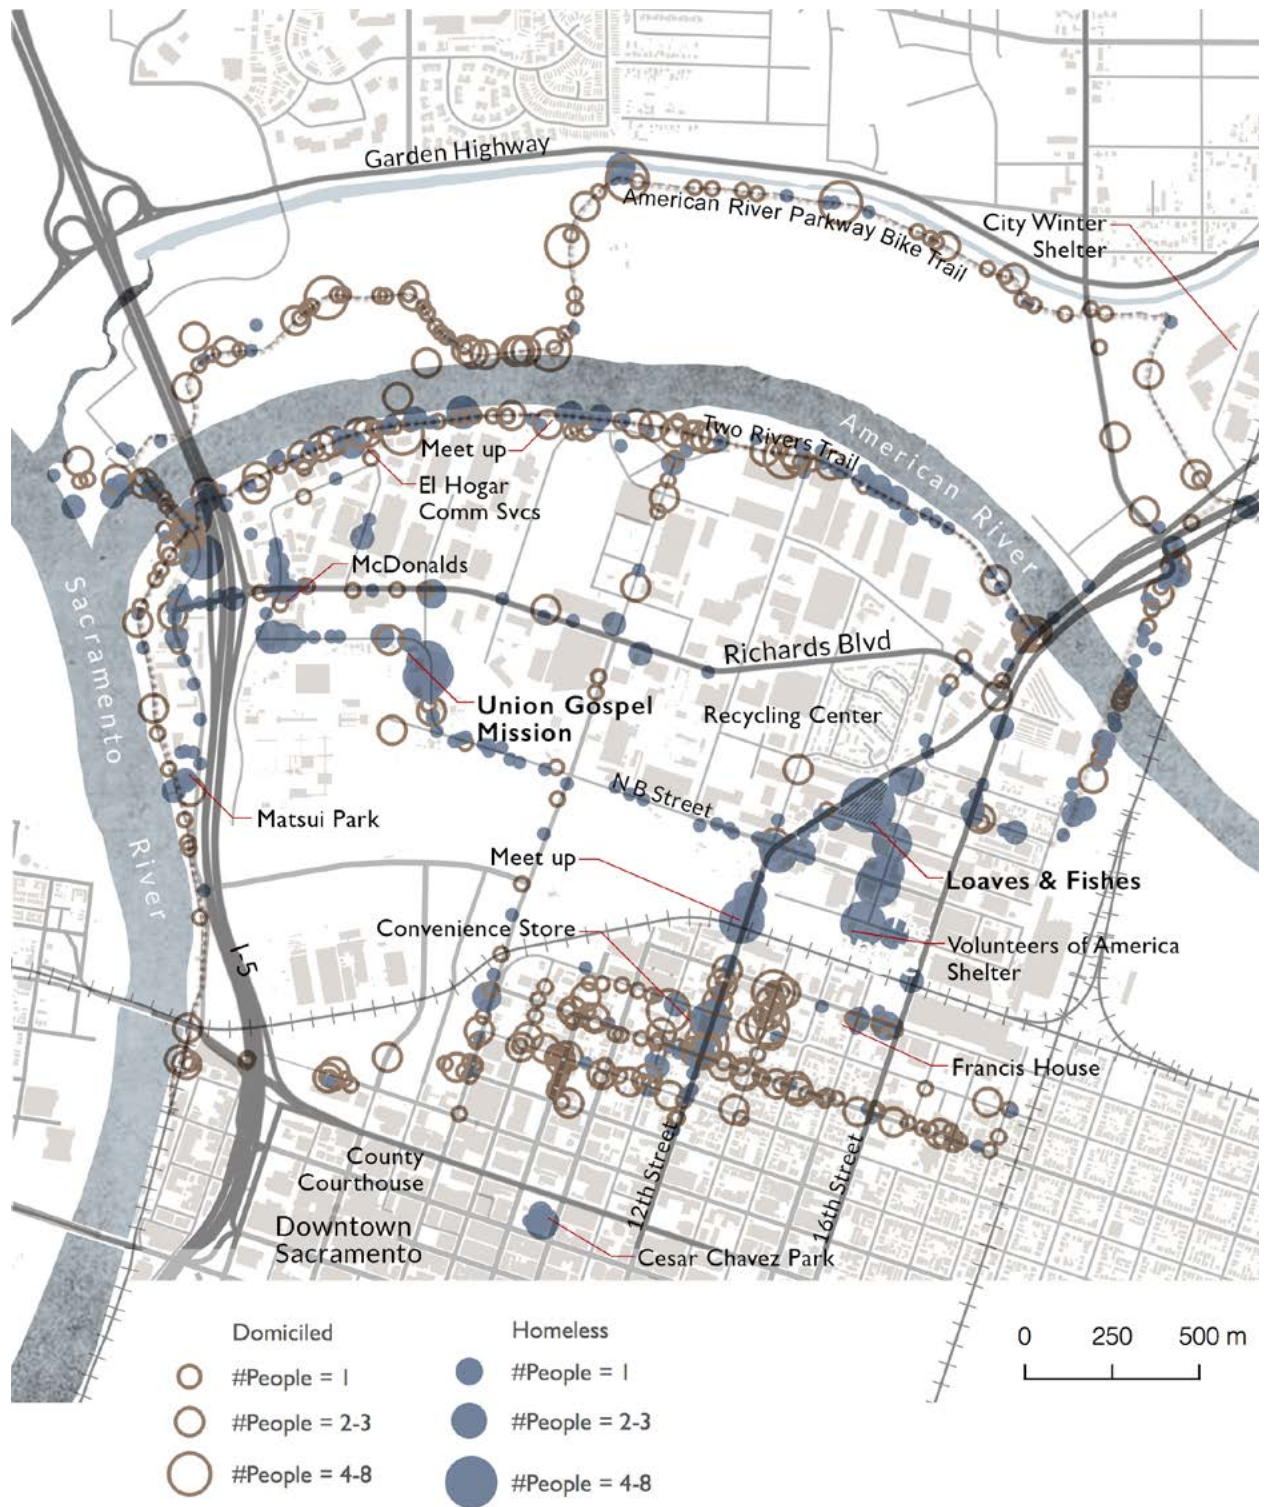 Garden Highway
American River Parkway Bike Trail
City Winter
Shelter
Two Rivers Trail
American River
Meet up
El Hogar
Comm Svcs
McDonalds
Sacramento River
Richards Blvd
Union Gospel
Mission
Recycling Center
N B Street
Matsui Park
Meet up
Loaves & Fishes
Convenience Store
Volunteers of America
Shelter
I-5
Francis House
County
Courthouse
12th Street
16th Street
Downtown
Sacramento
Cesar Chavez Park
Domiciled
#People = 1
#People = 2-3
#People = 4-8
Homeless
#People = 1
#People = 2-3
#People = 4-8
0 250 500 m